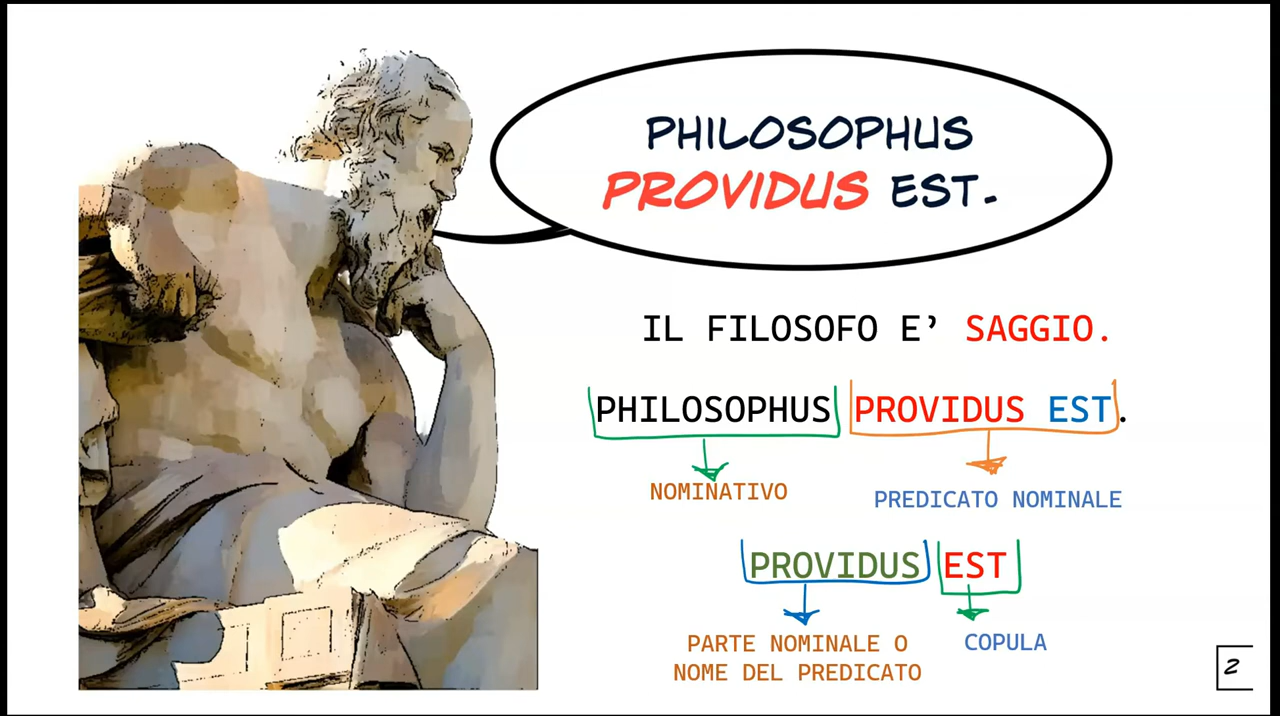 PHILOSOPHUS
PROVIDUS EST.
IL FILOSOFO E’ SAGGIO.
PHILOSOPHUS PROVIDUS EST.
NOMINATIVO
PREDICATO NOMINALE
PROVIDUS EST
PARTE NOMINALE O
NOME DEL PREDICATO
COPULA
2